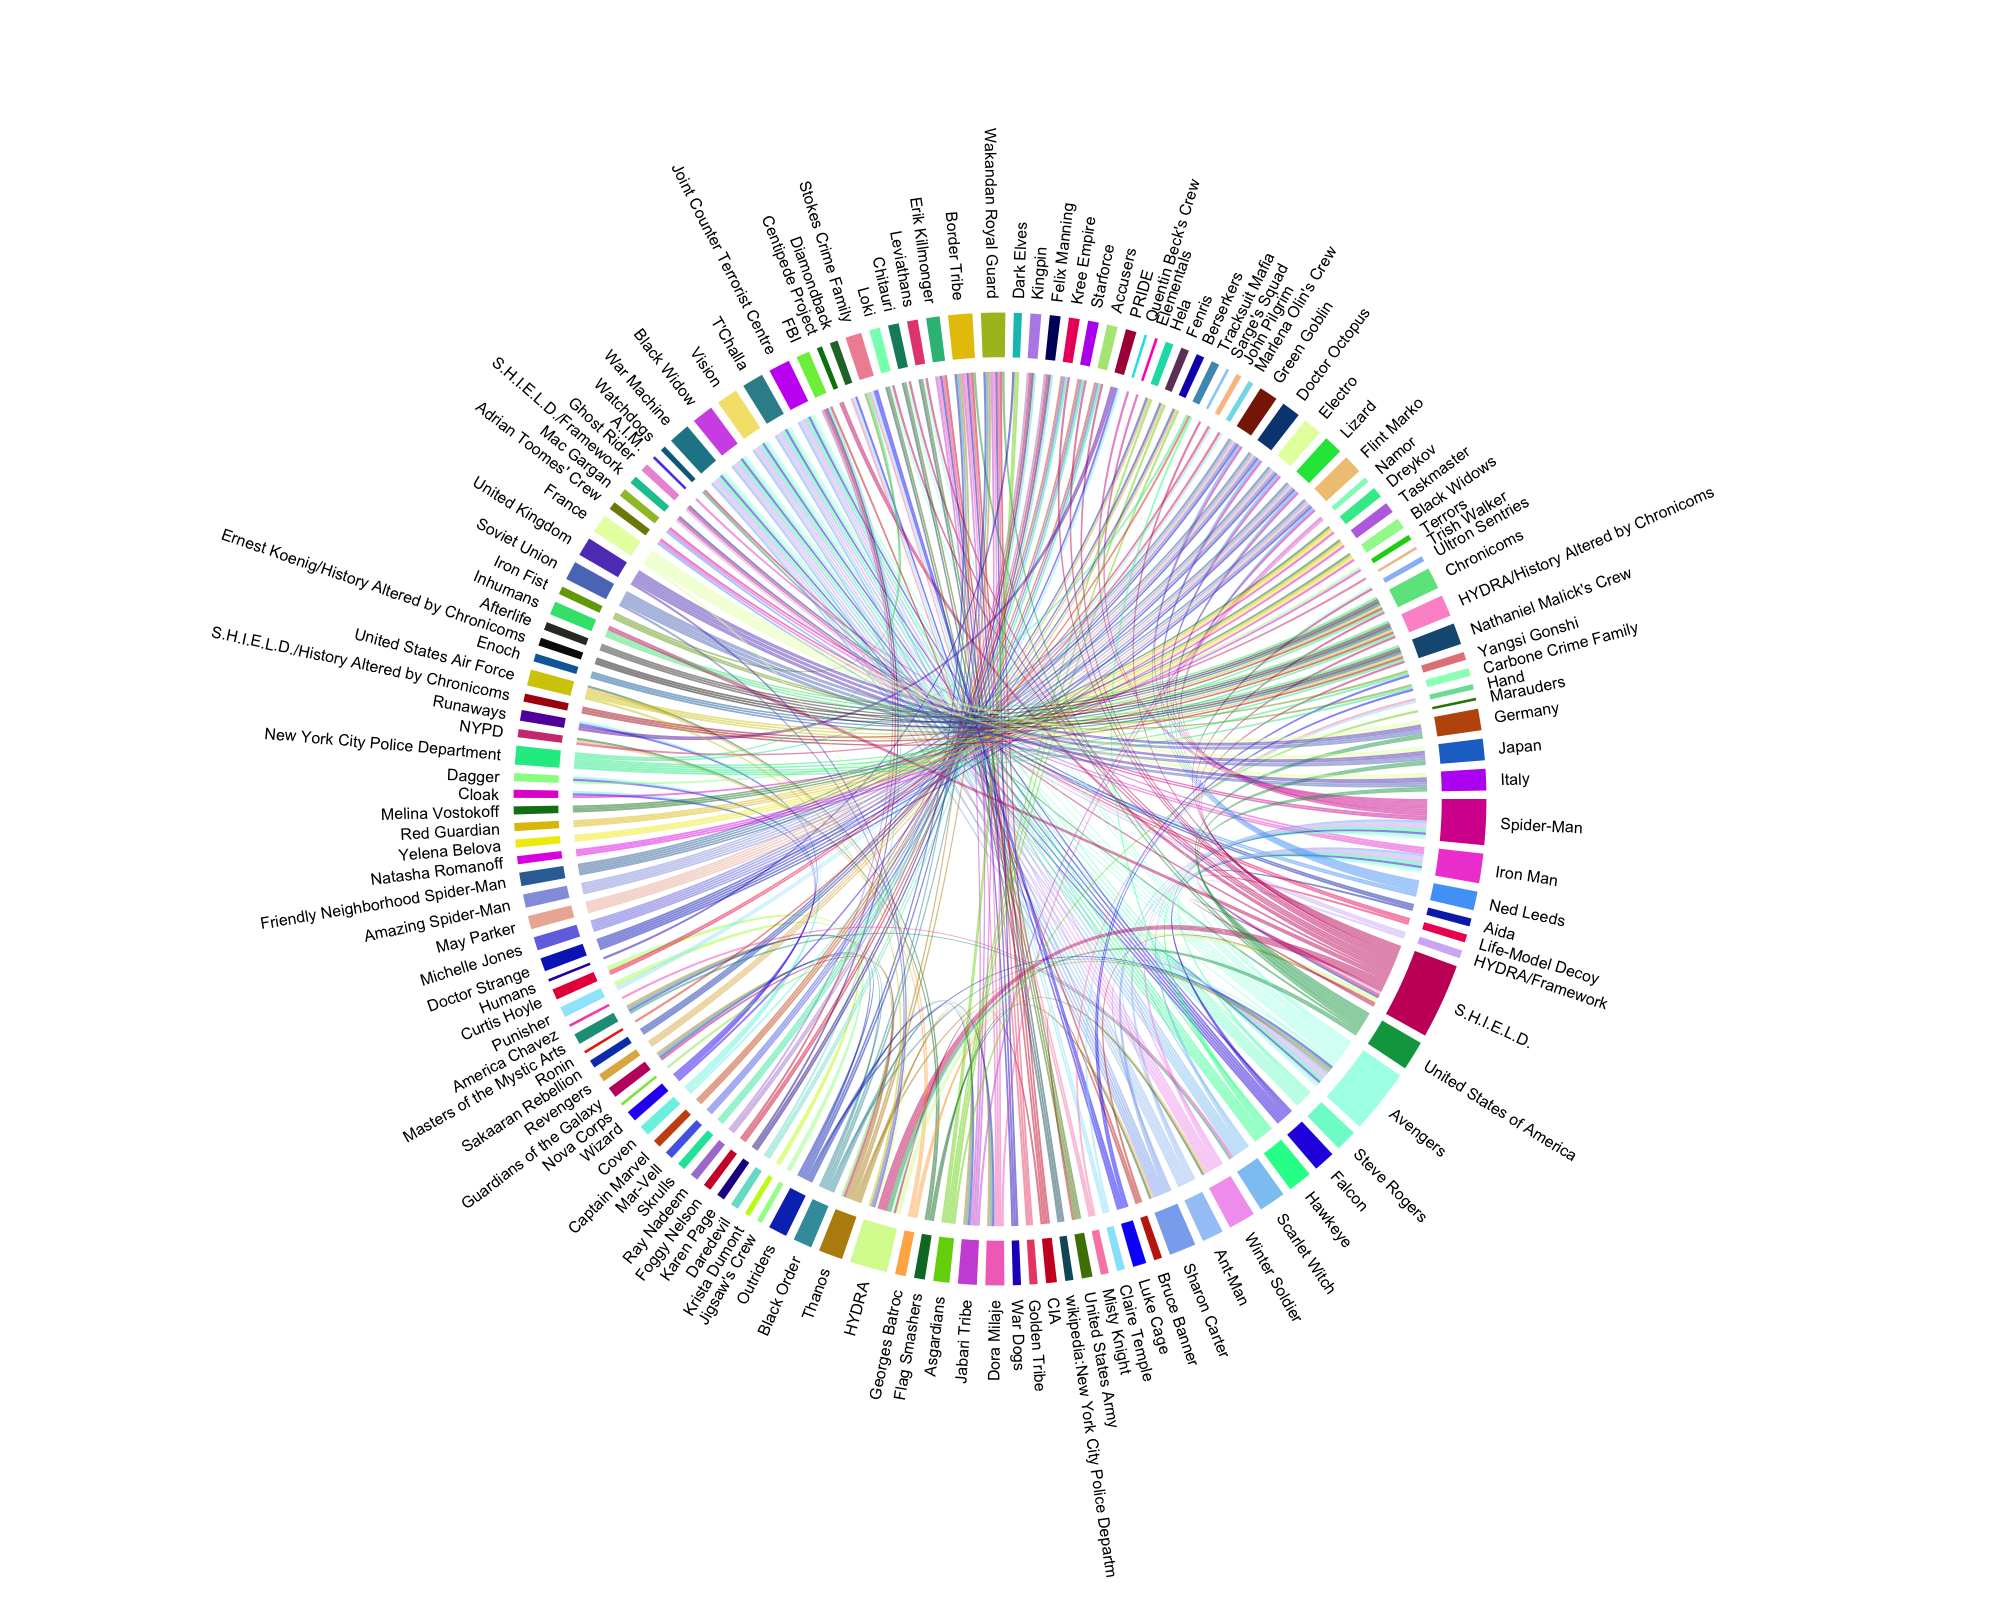 Wakandan Royal Guard
Dark Elves
Kingpin
Felix Manning
Kree Empire
Starforce
Accusers
PRIDE
Quentin Beck's Crew
Elementals
Hela
Fenris
Berserkers
Tracksuit Mafia
Sarge's Squad
John Pilgrim
Marlena Olin's Crew
Green Goblin
Doctor Octopus
Electro
Lizard
Flint Marko
Namor
Dreykov
Taskmaster
Black Widows
Terrors
Trish Walker
Ultron Sentries
Chronicoms
HYDRA/History Altered by Chronicoms
Nathaniel Malick's Crew
Yangsi Gonshi
Carbone Crime Family
Hand
Marauders
Germany
Japan
Italy
Spider-Man
Iron Man
Ned Leeds
Aida
Life-Model Decoy
HYDRA/Framework
S.H.I.E.L.D.
United States of America
Avengers
Steve Rogers
Falcon
Hawkeye
Scarlet Witch
Winter Soldier
Ant-Man
Sharon Carter
Bruce Banner
Luke Cage
Claire Temple
Misty Knight
United States Army
wikipedia:New York City Police Departm
CIA
Golden Tribe
War Dogs
Dora Milaje
Jabari Tribe
Asgardians
Flag Smashers
Georges Batroc
HYDRA
Thanos
Black Order
Outriders
Jigsaw's Crew
Krista Dumont
Daredevil
Karen Page
Foggy Nelson
Ray Nadeem
Skrulls
Mar-Vell
Captain Marvel
Coven
Wizard
Nova Corps
Guardians of the Galaxy
Revengers
Sakaaran Rebellion
Ronin
Masters of the Mystic Arts
America Chavez
Punisher
Curtis Hoyle
Humans
Doctor Strange
Michelle Jones
May Parker
Amazing Spider-Man
Friendly Neighborhood Spider-Man
Natasha Romanoff
Yelena Belova
Red Guardian
Melina Vostokoff
Cloak
Dagger
New York City Police Department
NYPD
Runaways
S.H.I.E.L.D./History Altered by Chronicoms
United States Air Force
Enoch
Ernest Koenig/History Altered by Chronicoms
Afterlife
Inhumans
Iron Fist
Soviet Union
United Kingdom
France
Adrian Toomes' Crew
Mac Gargan
S.H.I.E.L.D./Framework
Ghost Rider
A.I.M.
Watchdogs
War Machine
Black Widow
Vision
T'Challa
Joint Counter Terrorist Centre
FBI
Centipede Project
Diamondback
Stokes Crime Family
Loki
Chitauri
Leviathans
Erik Killmonger
Border Tribe